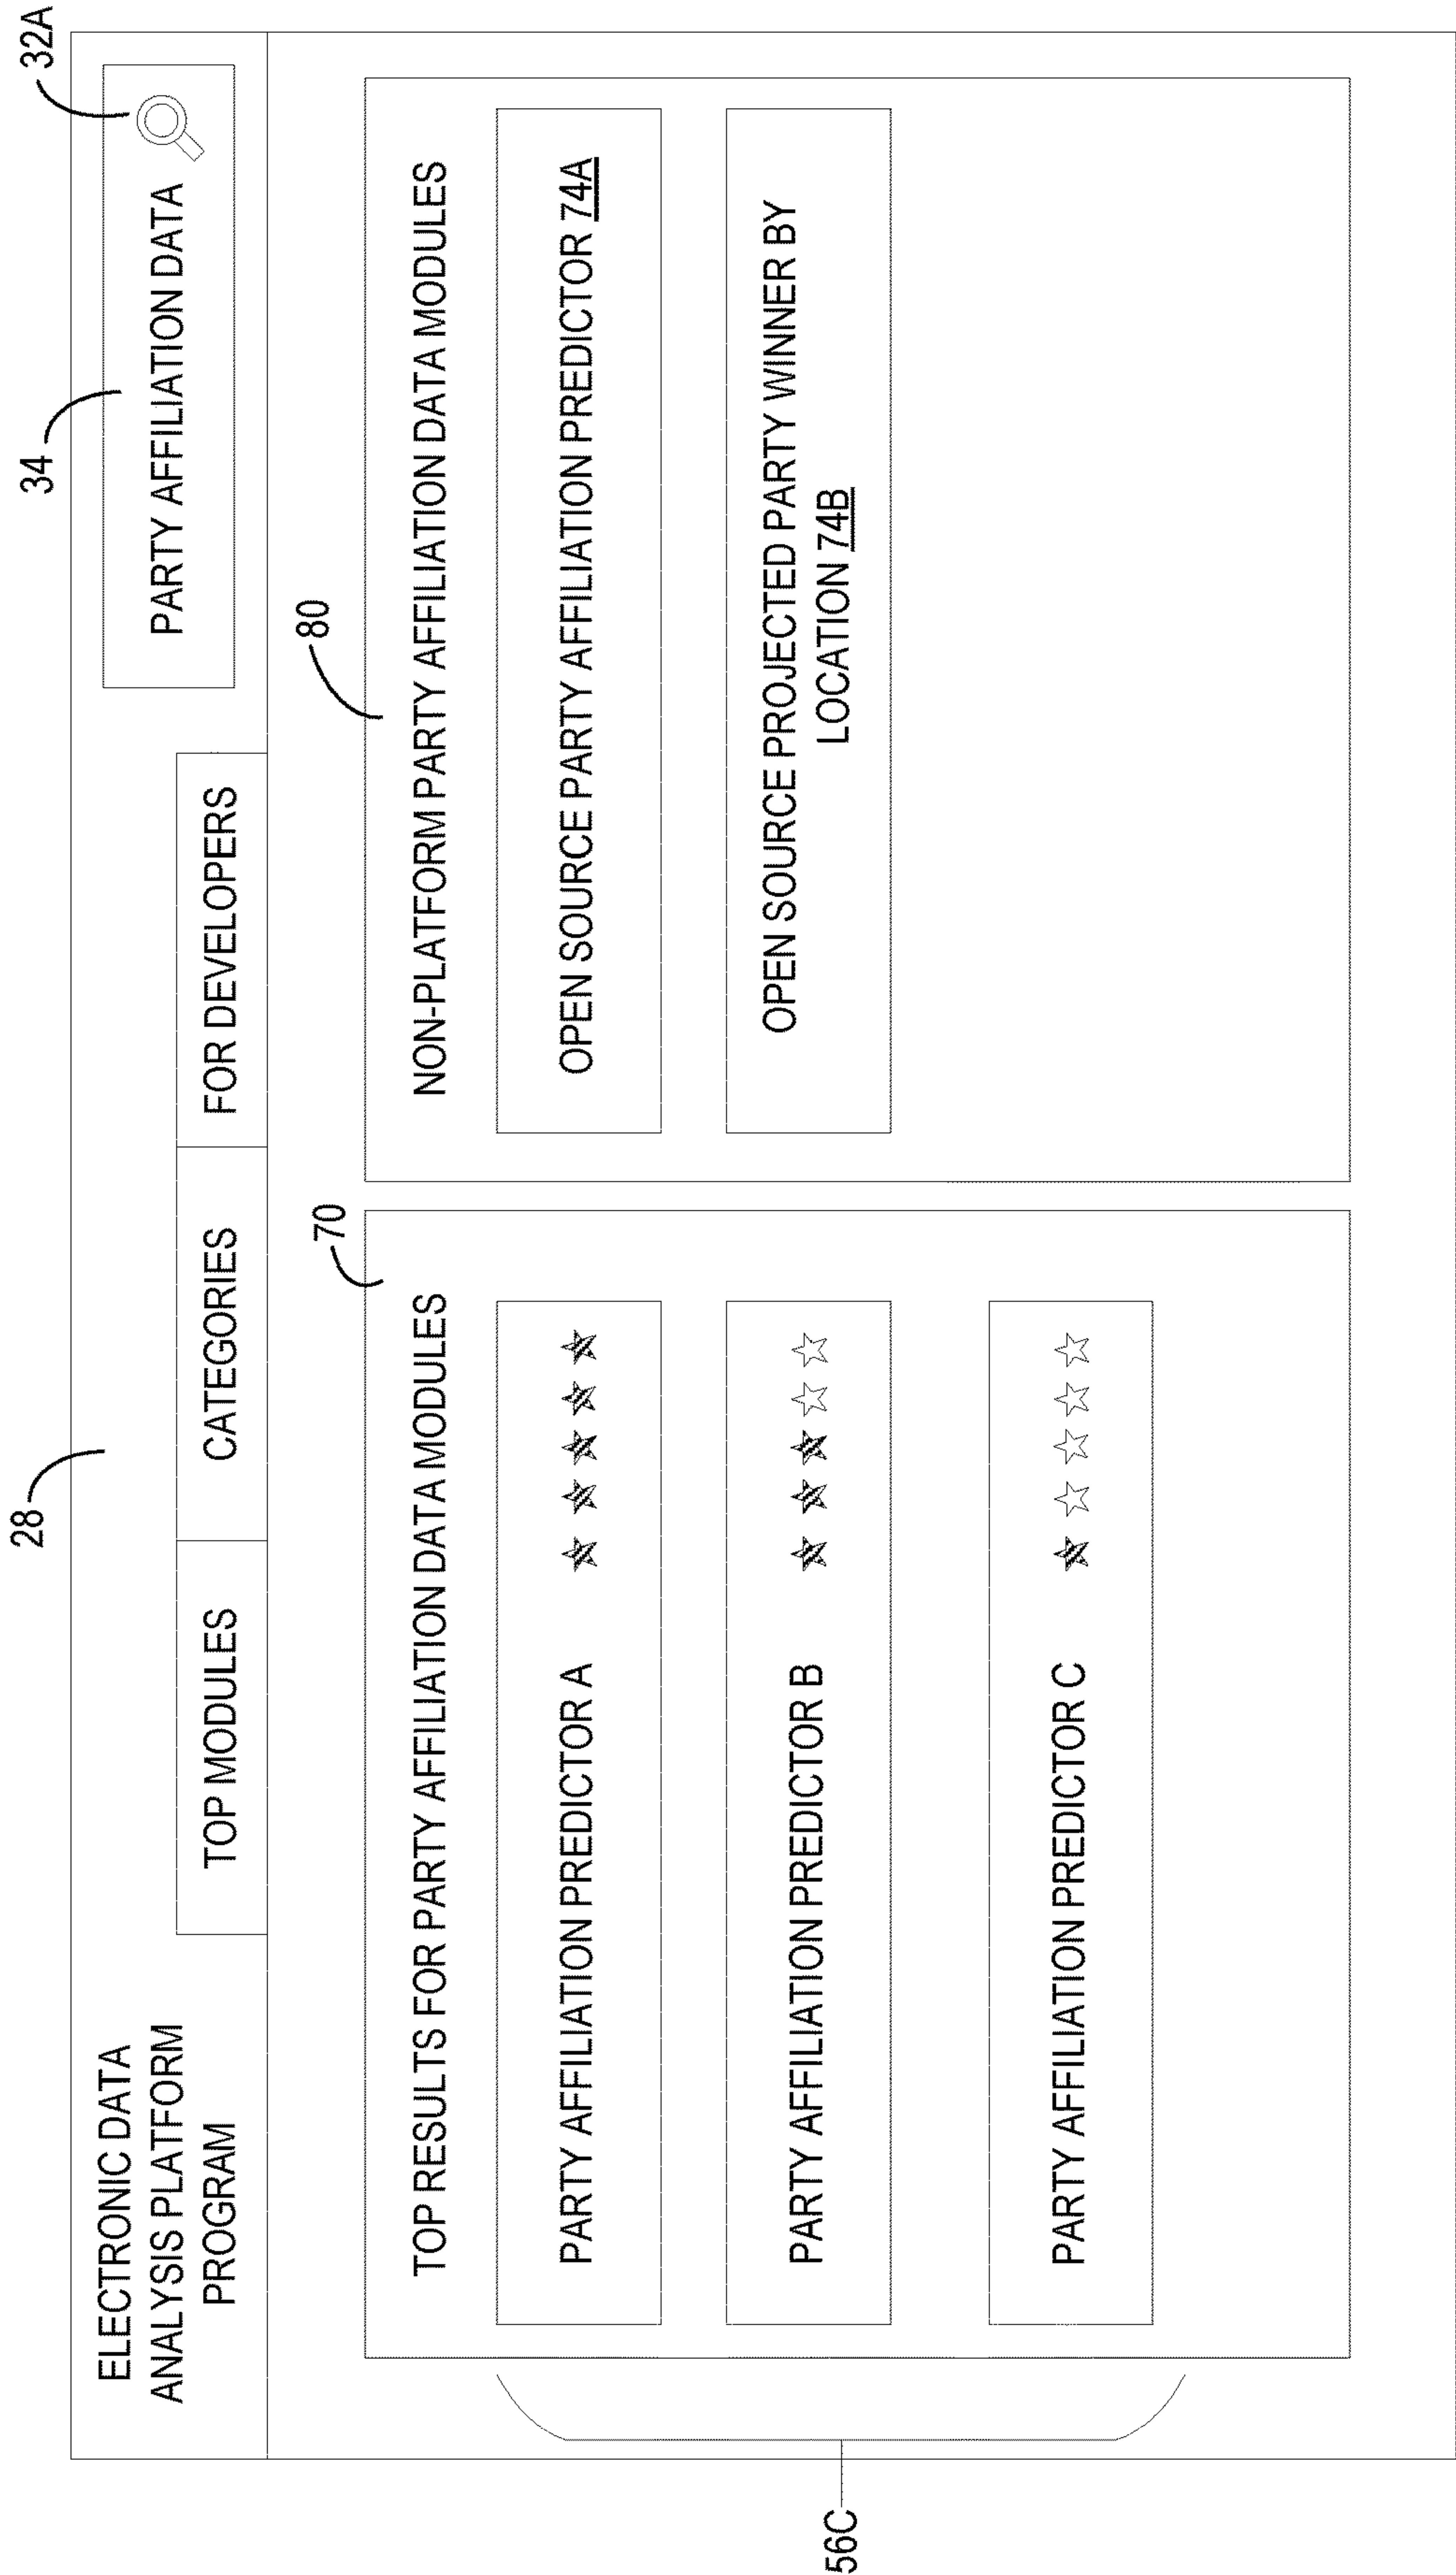 28
34
32A
ELECTRONIC DATA
ANALYSIS PLATFORM
PROGRAM
TOP MODULES
CATEGORIES
FOR DEVELOPERS
PARTY AFFILIATION DATA
70
TOP RESULTS FOR PARTY AFFILIATION DATA MODULES
PARTY AFFILIATION PREDICTOR A
PARTY AFFILIATION PREDICTOR B
PARTY AFFILIATION PREDICTOR C
56C
80
NON-PLATFORM PARTY AFFILIATION DATA MODULES
OPEN SOURCE PARTY AFFILIATION PREDICTOR 74A
OPEN SOURCE PROJECTED PARTY WINNER BY
LOCATION 74B